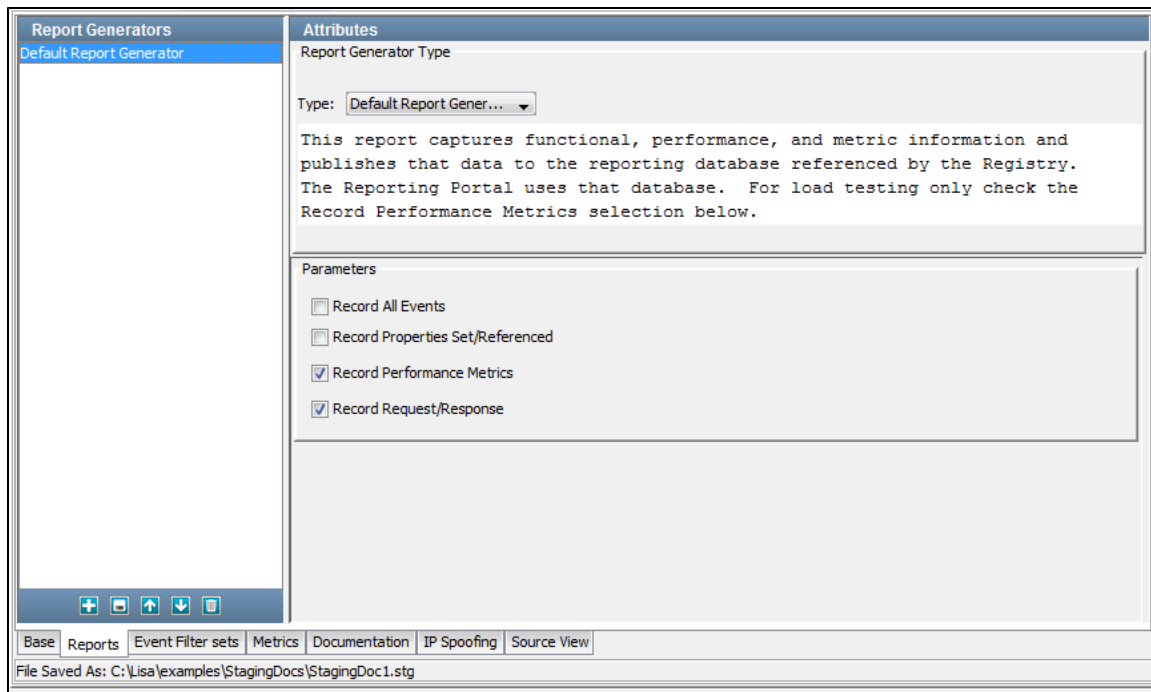 Report Generators
Default Report Generator
Attributes
Report Generator Type
Type: Default Report Gener...
This report captures functional, performance, and metric information and
publishes that data to the reporting database referenced by the Registry.
The Reporting Portal uses that database.  For load testing only check the
Record Performance Metrics selection below.
Parameters
Record All Events
Record Properties Set/Referenced
Record Performance Metrics
Record Request/Response
Base Reports Event Filter sets Metrics Documentation IP Spoofing Source View
File Saved As: C:\Lisa\examples\StagingDocs\StagingDoc1.stg